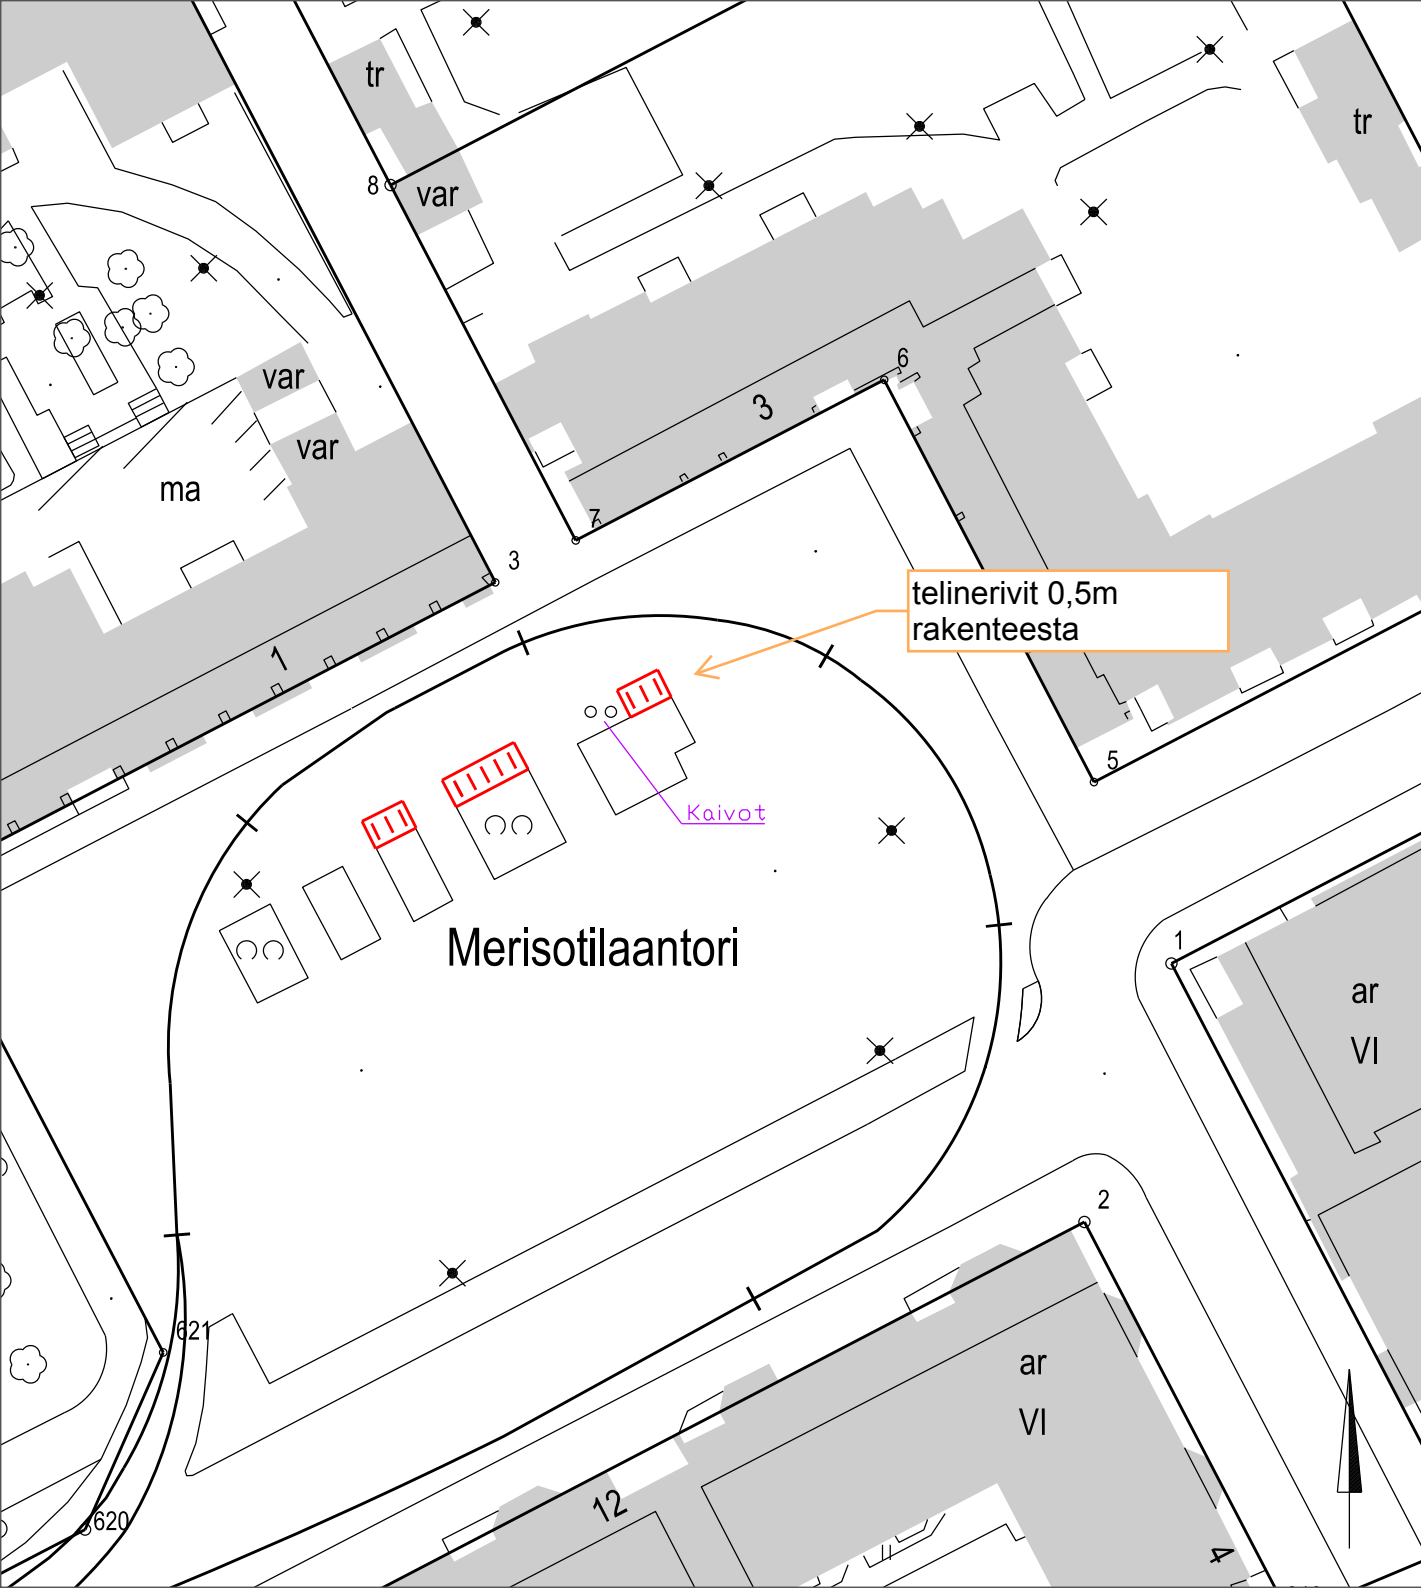 tr
tr
8
var
var
var
ma
6
3
7
3
1
telinerivit 0,5m
rakenteesta
5
Kaivot
Merisotilaantori
1
ar
VI
2
621
ar
VI
12
620
4